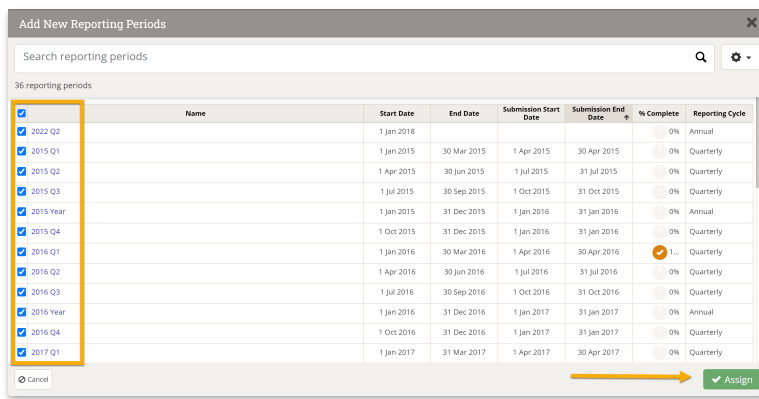 Add New Reporting Periods
Search reporting periods
36 reporting periods
Name Start Date End Date Submission Start Date Submission End Date ↑ % Complete Reporting Cycle
2022 Q2 1 Jan 2018 0% Annual
2015 Q1 1 Jan 2015 30 Mar 2015 1 Apr 2015 30 Apr 2015 0% Quarterly
2015 Q2 1 Apr 2015 30 Jun 2015 1 Jul 2015 31 Jul 2015 0% Quarterly
2015 Q3 1 Jul 2015 30 Sep 2015 1 Oct 2015 31 Oct 2015 0% Quarterly
2015 Year 1 Jan 2015 31 Dec 2015 1 Jan 2016 31 Jan 2016 0% Annual
2015 Q4 1 Oct 2015 31 Dec 2015 1 Jan 2016 31 Jan 2016 0% Quarterly
2016 Q1 1 Jan 2016 30 Mar 2016 1 Apr 2016 30 Apr 2016 1... Quarterly
2016 Q2 1 Apr 2016 30 Jun 2016 1 Jul 2016 31 Jul 2016 0% Quarterly
2016 Q3 1 Jul 2016 30 Sep 2016 1 Oct 2016 31 Oct 2016 0% Quarterly
2016 Year 1 Jan 2016 31 Dec 2016 1 Jan 2017 31 Jan 2017 0% Annual
2016 Q4 1 Oct 2016 31 Dec 2016 1 Jan 2017 31 Jan 2017 0% Quarterly
2017 Q1 1 Jan 2017 31 Mar 2017 1 Apr 2017 30 Apr 2017 0% Quarterly
Cancel
Assign